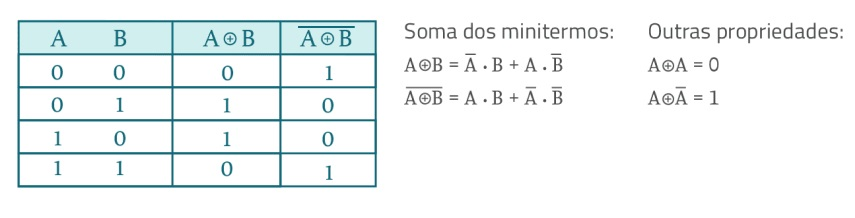 A B A⊕B A̅⊕̅B̅
0 0 0 1
0 1 1 0
1 0 1 0
1 1 0 1
Soma dos minitermos:
A⊕B = A̅ . B + A . B̅
A̅⊕̅B̅ = A . B + A̅ . B̅
Outras propriedades:
A⊕A = 0
A⊕A̅ = 1